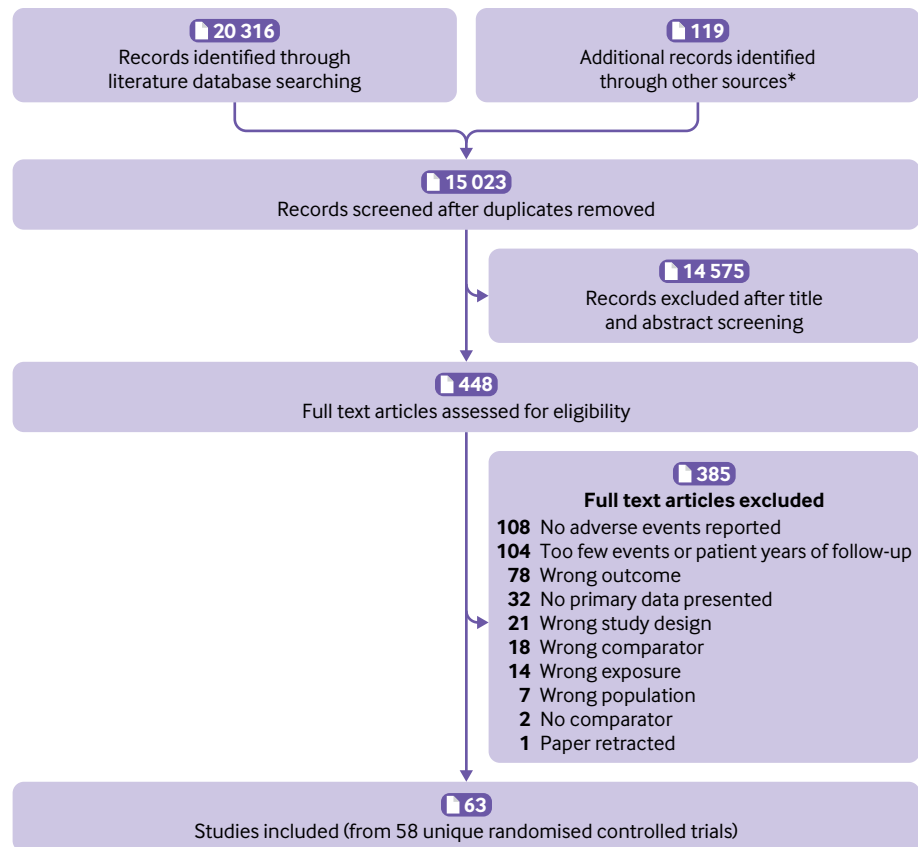 20 316
Records identified through
literature database searching
119
Additional records identified
through other sources*
15 023
Records screened after duplicates removed
14 575
Records excluded after title
and abstract screening
448
Full text articles assessed for eligibility
385
Full text articles excluded
108 No adverse events reported
104 Too few events or patient years of follow-up
78 Wrong outcome
32 No primary data presented
21 Wrong study design
18 Wrong comparator
14 Wrong exposure
7 Wrong population
2 No comparator
1 Paper retracted
63
Studies included (from 58 unique randomised controlled trials)